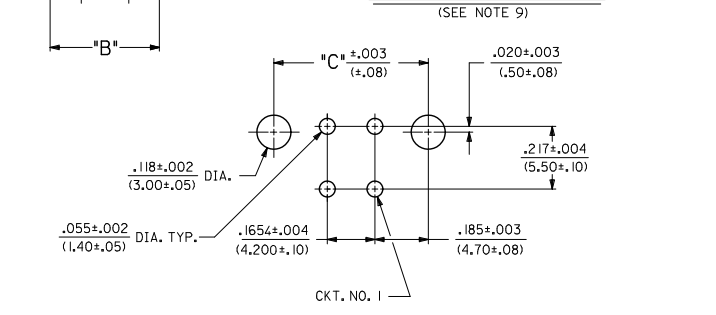 (SEE NOTE 9)
"B"
"C" ±.003
(±.08)
.020±.003
(.50±.08)
.217±.004
(5.50±.10)
.118±.002
(3.00±.05) DIA.
.055±.002
(1.40±.05) DIA. TYP.
.1654±.004
(4.200±.10)
.185±.003
(4.70±.08)
CKT. NO. 1